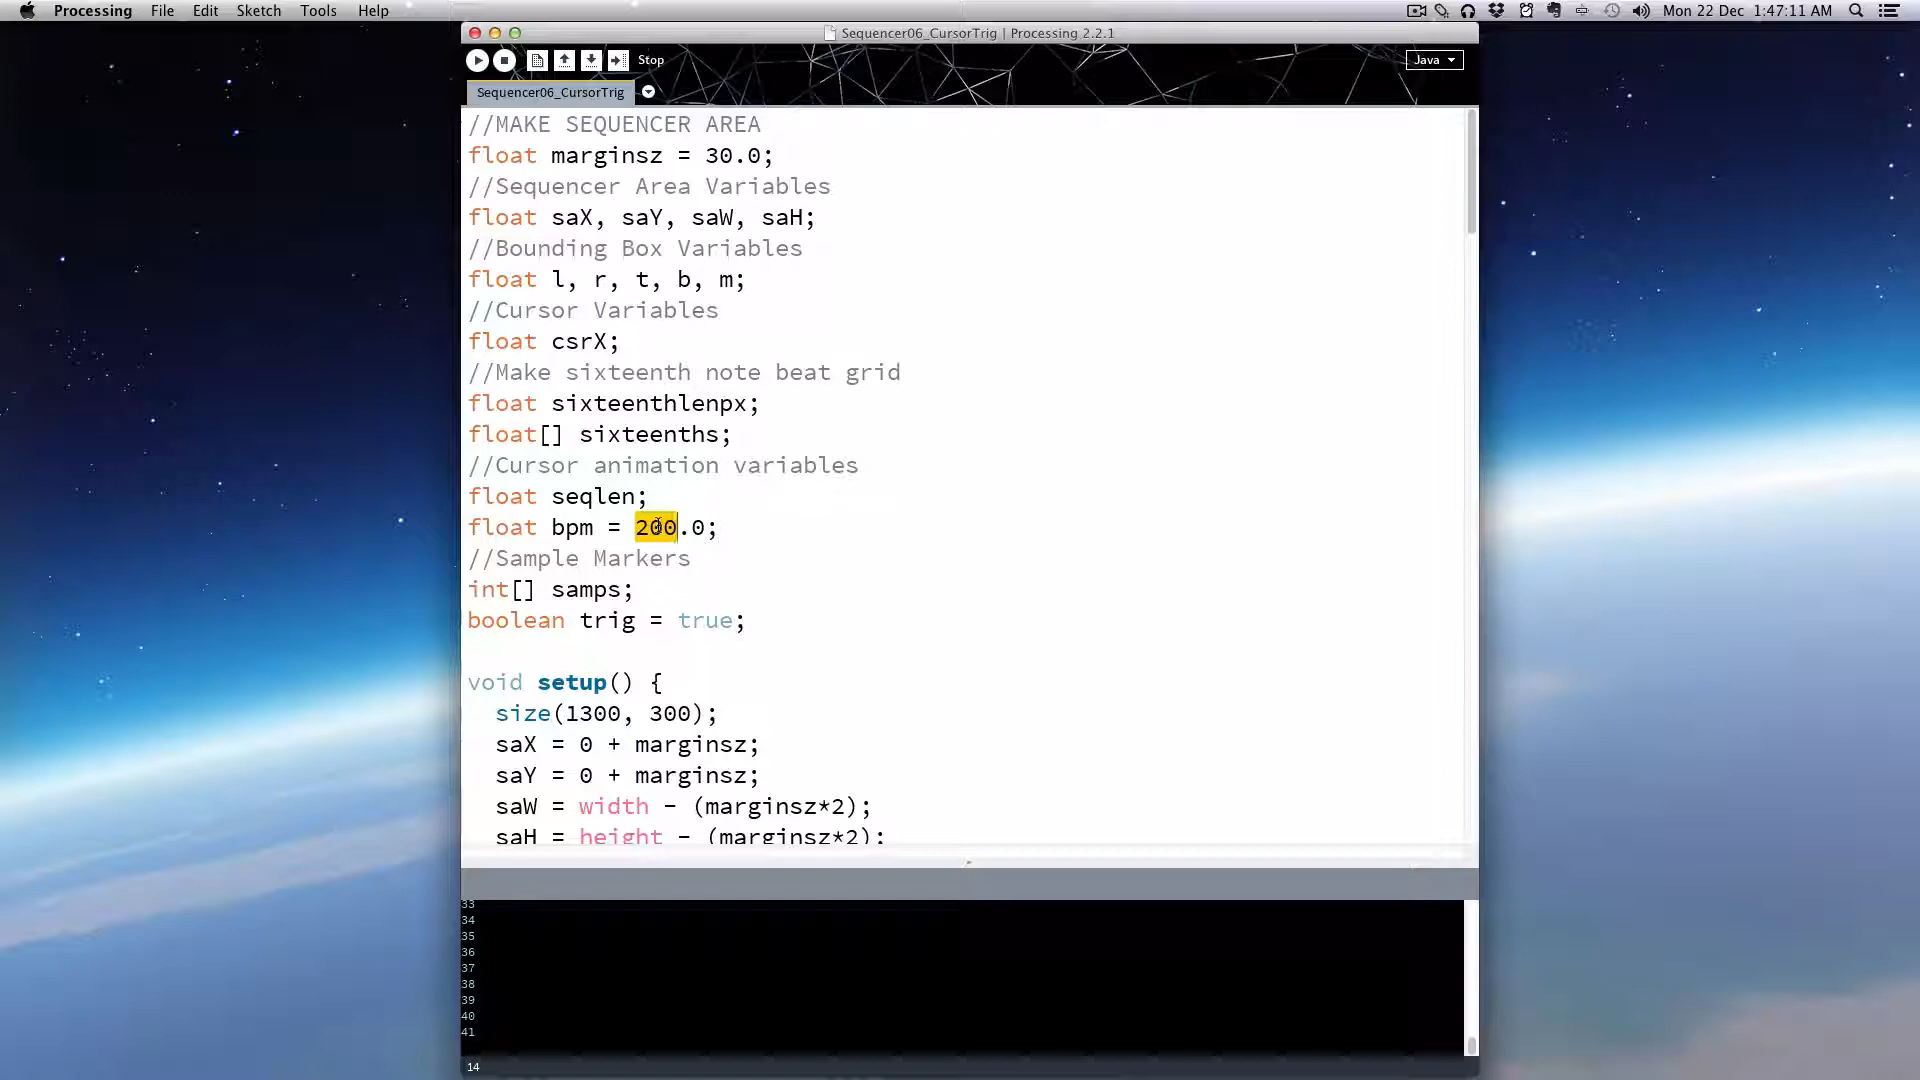 Processing File Edit Sketch Tools Help Mon 22 Dec 1:47:11 AM
Sequencer06_CursorTrig | Processing 2.2.1
Stop Java
Sequencer06_CursorTrig
//MAKE SEQUENCER AREA
float marginsz = 30.0;
//Sequencer Area Variables
float saX, saY, saW, saH;
//Bounding Box Variables
float l, r, t, b, m;
//Cursor Variables
float csrX;
//Make sixteenth note beat grid
float sixteenthlenpx;
float[] sixteenths;
//Cursor animation variables
float seqlen;
float bpm = 200.0;
//Sample Markers
int[] samps;
boolean trig = true;
void setup() {
size(1300, 300);
saX = 0 + marginsz;
saY = 0 + marginsz;
saW = width - (marginsz*2);
saH = height - (marginsz*2);
33
34
35
36
37
38
39
40
41
14